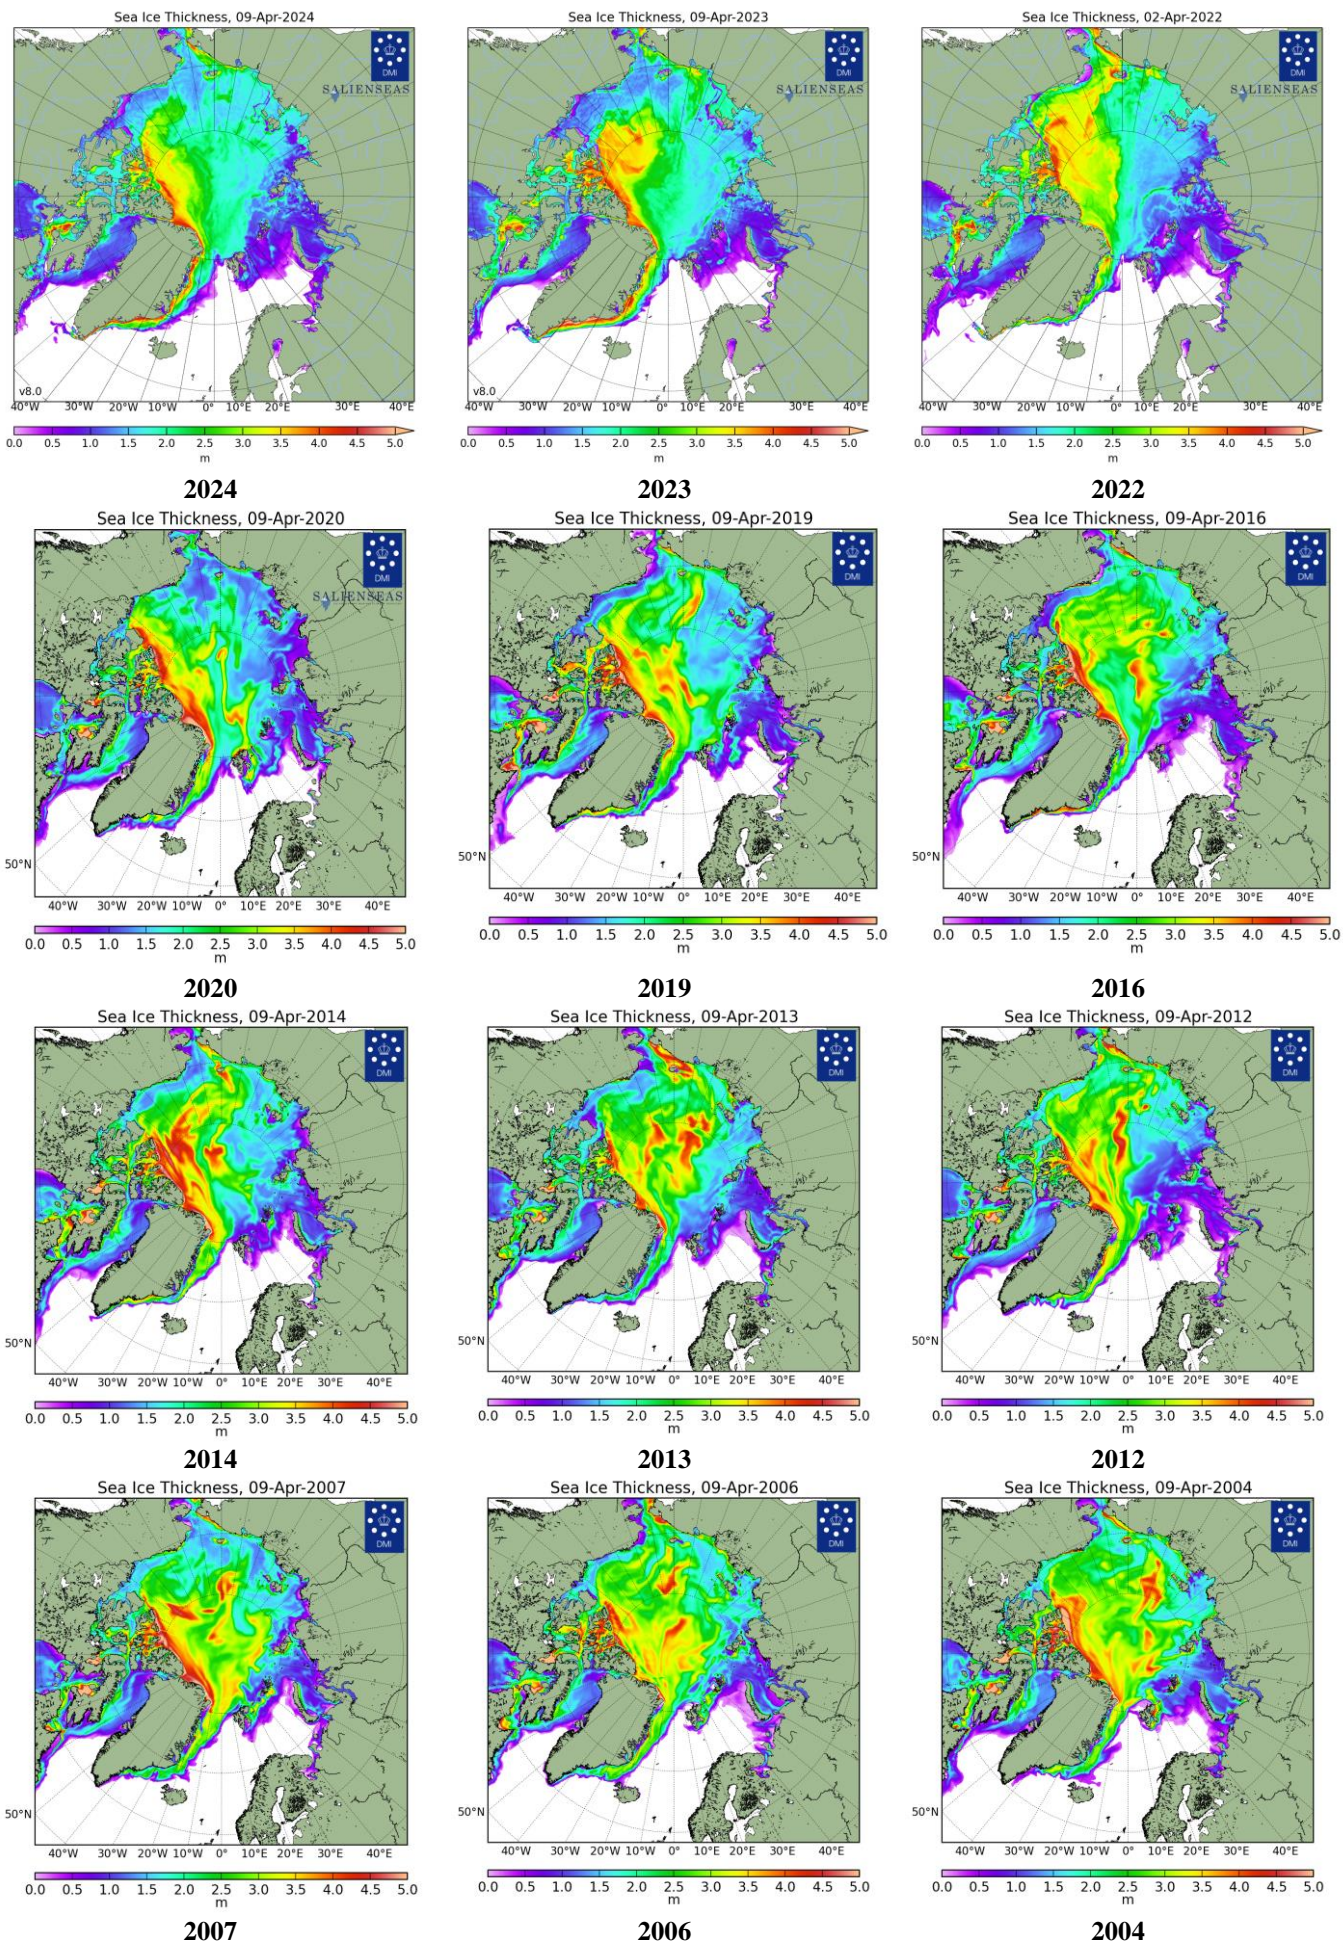 Sea Ice Thickness, 09-Apr-2024
Sea Ice Thickness, 09-Apr-2023
Sea Ice Thickness, 02-Apr-2022
DMI
DMI
DMI
SALIENSEAS
SALIENSEAS
SALIENSEAS
v8.0
v8.0
40°W 30°W 20°W 10°W 0° 10°E 20°E 30°E 40°E
40°W 30°W 20°W 10°W 0° 10°E 20°E 30°E 40°E
40°W 30°W 20°W 10°W 0° 10°E 20°E 30°E 40°E
0.0 0.5 1.0 1.5 2.0 2.5 3.0 3.5 4.0 4.5 5.0
0.0 0.5 1.0 1.5 2.0 2.5 3.0 3.5 4.0 4.5 5.0
0.0 0.5 1.0 1.5 2.0 2.5 3.0 3.5 4.0 4.5 5.0
m
m
m
2024
2023
2022
Sea Ice Thickness, 09-Apr-2020
Sea Ice Thickness, 09-Apr-2019
Sea Ice Thickness, 09-Apr-2016
DMI
DMI
DMI
SALIENSEAS
50°N
50°N
50°N
40°W 30°W 20°W 10°W 0° 10°E 20°E 30°E 40°E
40°W 30°W 20°W 10°W 0° 10°E 20°E 30°E 40°E
40°W 30°W 20°W 10°W 0° 10°E 20°E 30°E 40°E
0.0 0.5 1.0 1.5 2.0 2.5 3.0 3.5 4.0 4.5 5.0
0.0 0.5 1.0 1.5 2.0 2.5 3.0 3.5 4.0 4.5 5.0
0.0 0.5 1.0 1.5 2.0 2.5 3.0 3.5 4.0 4.5 5.0
m
m
m
2020
2019
2016
Sea Ice Thickness, 09-Apr-2014
Sea Ice Thickness, 09-Apr-2013
Sea Ice Thickness, 09-Apr-2012
DMI
DMI
DMI
50°N
50°N
50°N
40°W 30°W 20°W 10°W 0° 10°E 20°E 30°E 40°E
40°W 30°W 20°W 10°W 0° 10°E 20°E 30°E 40°E
40°W 30°W 20°W 10°W 0° 10°E 20°E 30°E 40°E
0.0 0.5 1.0 1.5 2.0 2.5 3.0 3.5 4.0 4.5 5.0
0.0 0.5 1.0 1.5 2.0 2.5 3.0 3.5 4.0 4.5 5.0
0.0 0.5 1.0 1.5 2.0 2.5 3.0 3.5 4.0 4.5 5.0
m
m
m
2014
2013
2012
Sea Ice Thickness, 09-Apr-2007
Sea Ice Thickness, 09-Apr-2006
Sea Ice Thickness, 09-Apr-2004
DMI
DMI
DMI
50°N
50°N
50°N
40°W 30°W 20°W 10°W 0° 10°E 20°E 30°E 40°E
40°W 30°W 20°W 10°W 0° 10°E 20°E 30°E 40°E
40°W 30°W 20°W 10°W 0° 10°E 20°E 30°E 40°E
0.0 0.5 1.0 1.5 2.0 2.5 3.0 3.5 4.0 4.5 5.0
0.0 0.5 1.0 1.5 2.0 2.5 3.0 3.5 4.0 4.5 5.0
0.0 0.5 1.0 1.5 2.0 2.5 3.0 3.5 4.0 4.5 5.0
m
m
m
2007
2006
2004